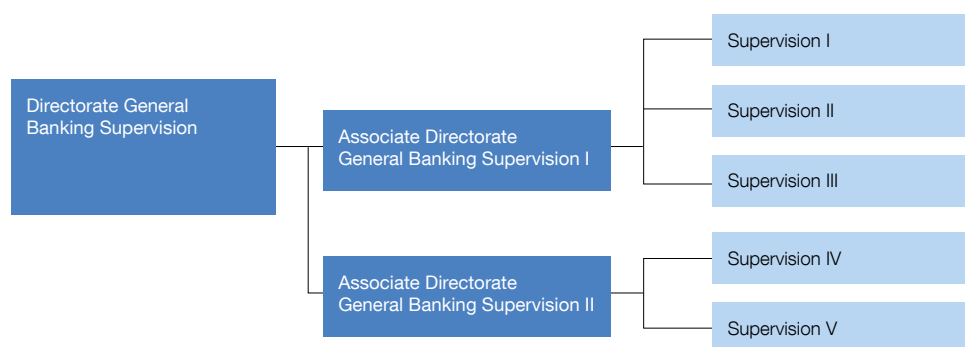 Directorate General
Banking Supervision
Associate Directorate
General Banking Supervision I
Supervision I
Supervision II
Supervision III
Associate Directorate
General Banking Supervision II
Supervision IV
Supervision V